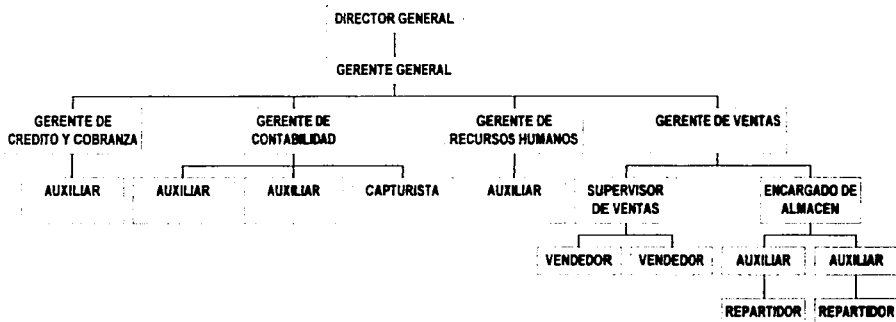 DIRECTOR GENERAL
GERENTE GENERAL
GERENTE DE
CREDITO Y COBRANZA
GERENTE DE
CONTABILIDAD
GERENTE DE
RECURSOS HUMANOS
GERENTE DE VENTAS
AUXILIAR
AUXILIAR
AUXILIAR
CAPTURISTA
AUXILIAR
SUPERVISOR
DE VENTAS
ENCARGADO DE
ALMACEN
VENDEDOR
VENDEDOR
AUXILIAR
AUXILIAR
REPARTIDOR
REPARTIDOR